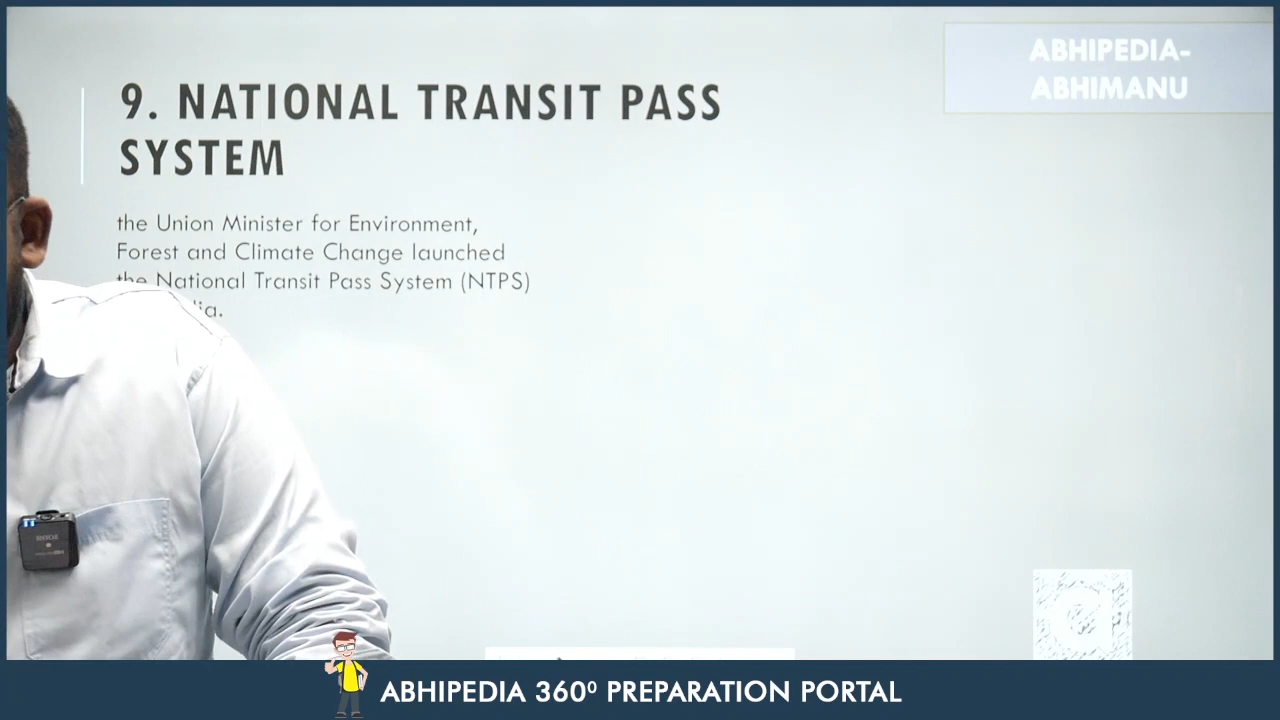 ABHIPEDIA-
ABHIMANU
9. NATIONAL TRANSIT PASS
SYSTEM
the Union Minister for Environment,
Forest and Climate Change launched
the National Transit Pass System (NTPS)
ABHIPEDIA 360⁰ PREPARATION PORTAL